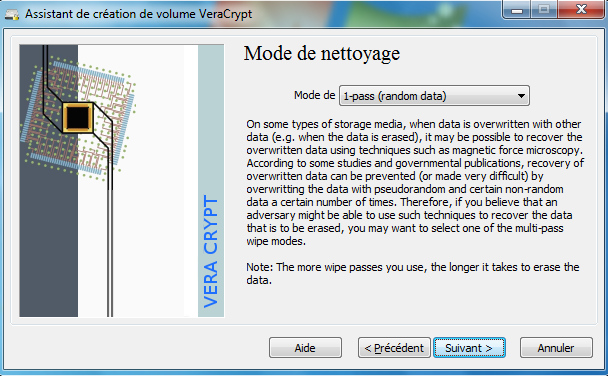 Assistant de création de volume VeraCrypt
Mode de nettoyage
Mode de 1-pass (random data)
On some types of storage media, when data is overwritten with other
data (e.g. when the data is erased), it may be possible to recover the
overwritten data using techniques such as magnetic force microscopy.
According to some studies and governmental publications, recovery of
overwritten data can be prevented (or made very difficult) by
overwritting the data with pseudorandom and certain non-random
data a certain number of times. Therefore, if you believe that an
adversary might be able to use such techniques to recover the data
that is to be erased, you may want to select one of the multi-pass
wipe modes.
Note: The more wipe passes you use, the longer it takes to erase the
data.
VERA CRYPT
Aide
< Précédent
Suivant >
Annuler